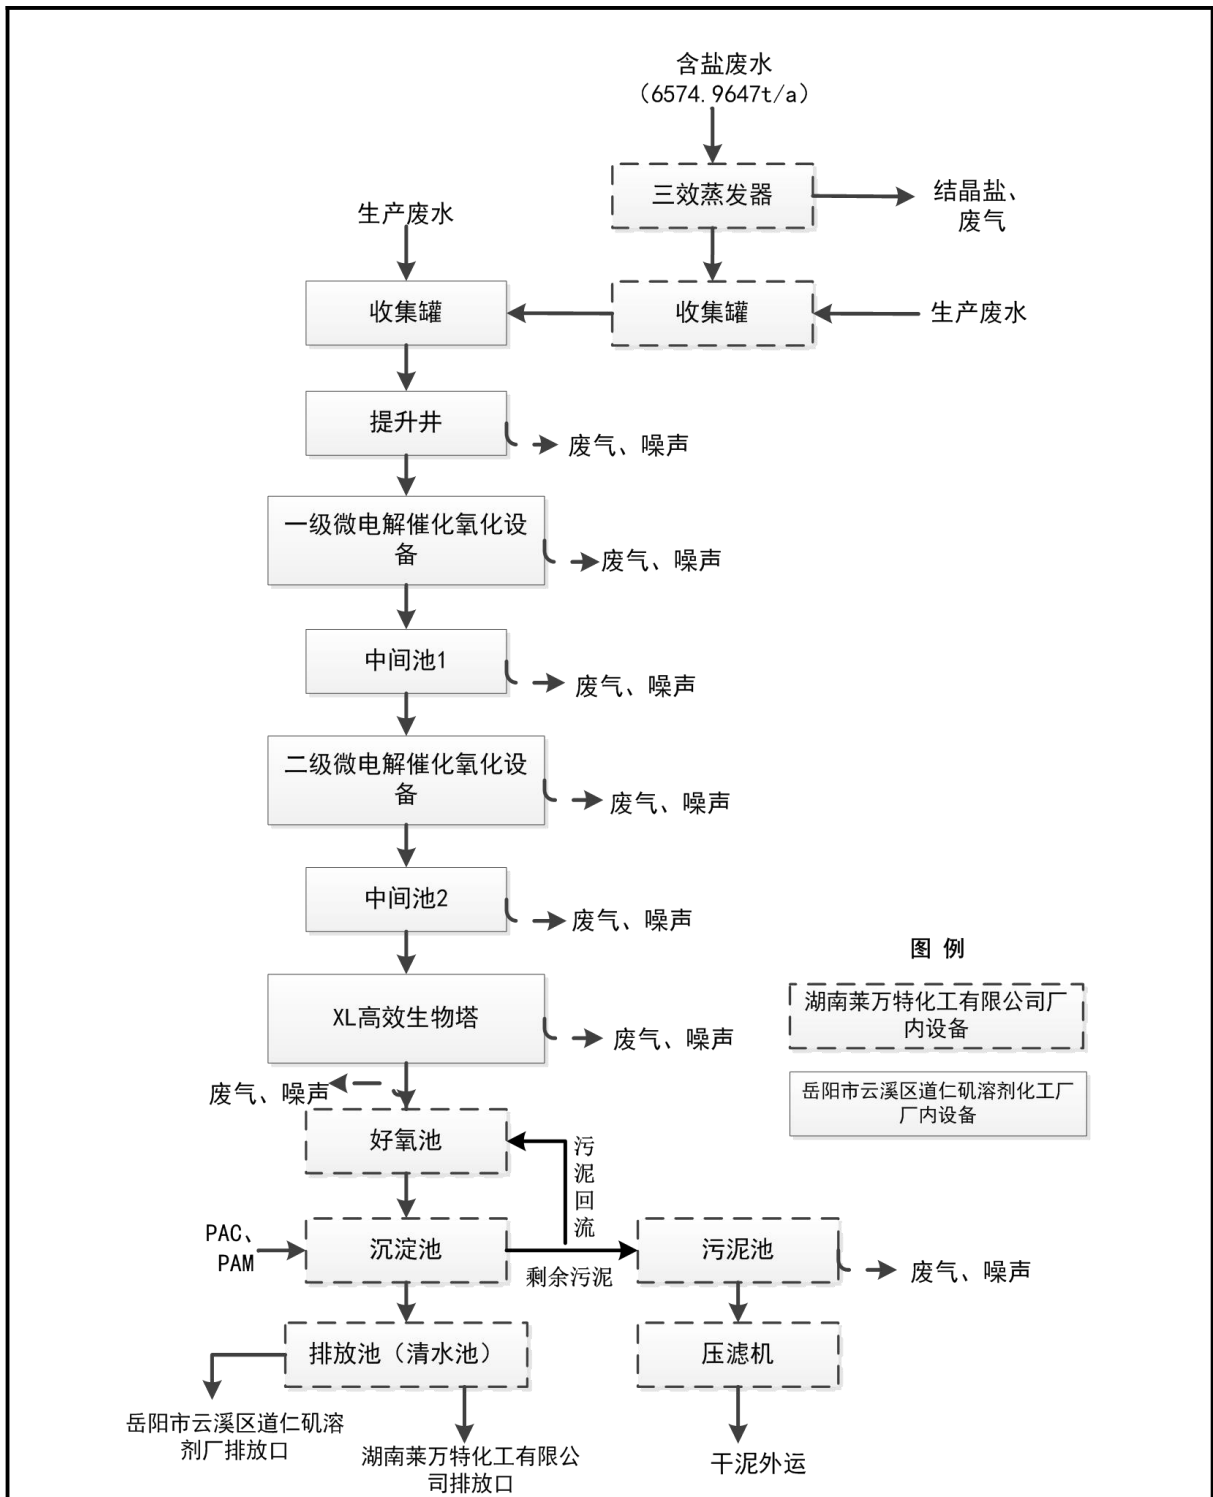 含盐废水
（6574.9647t/a）
三效蒸发器
结晶盐、
废气
生产废水
收集罐
收集罐
生产废水
提升井
废气、噪声
一级微电解催化氧化设
备
废气、噪声
中间池1
废气、噪声
二级微电解催化氧化设
备
废气、噪声
中间池2
废气、噪声
图 例
湖南莱万特化工有限公司厂
内设备
XL高效生物塔
废气、噪声
岳阳市云溪区道仁矶溶剂化工厂
厂内设备
废气、噪声
好氧池
污
泥
回
流
PAC、
PAM
沉淀池
剩余污泥
污泥池
废气、噪声
排放池（清水池）
压滤机
岳阳市云溪区道仁矶溶
剂厂排放口
湖南莱万特化工有限公
司排放口
干泥外运